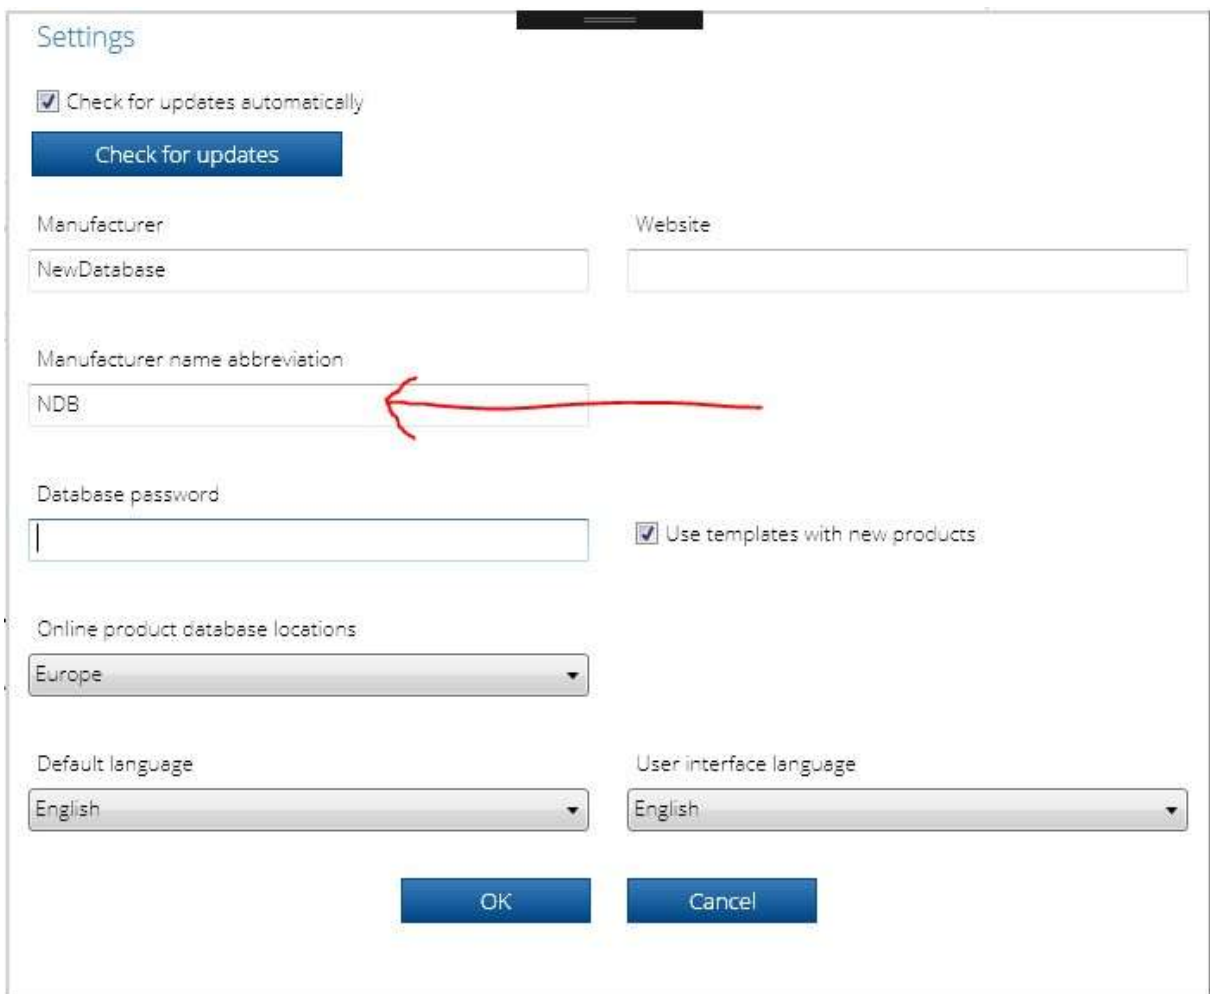 Settings
Check for updates automatically
Check for updates
Manufacturer
Website
NewDatabase
Manufacturer name abbreviation
NDB
Database password
Use templates with new products
Online product database locations
Europe
Default language
User interface language
English
English
OK
Cancel